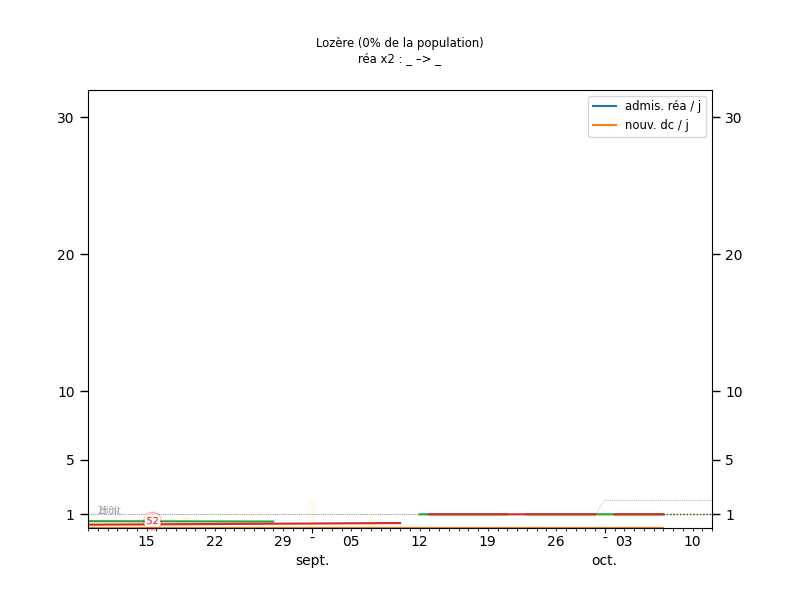 Lozère (0% de la population)
réa x2 : _ –> _
admis. réa / j
nouv. dc / j
30 30
20 20
10 10
5 5
1 1
52
15 22 29 - 05 12 19 26 - 03 10
sept. oct.